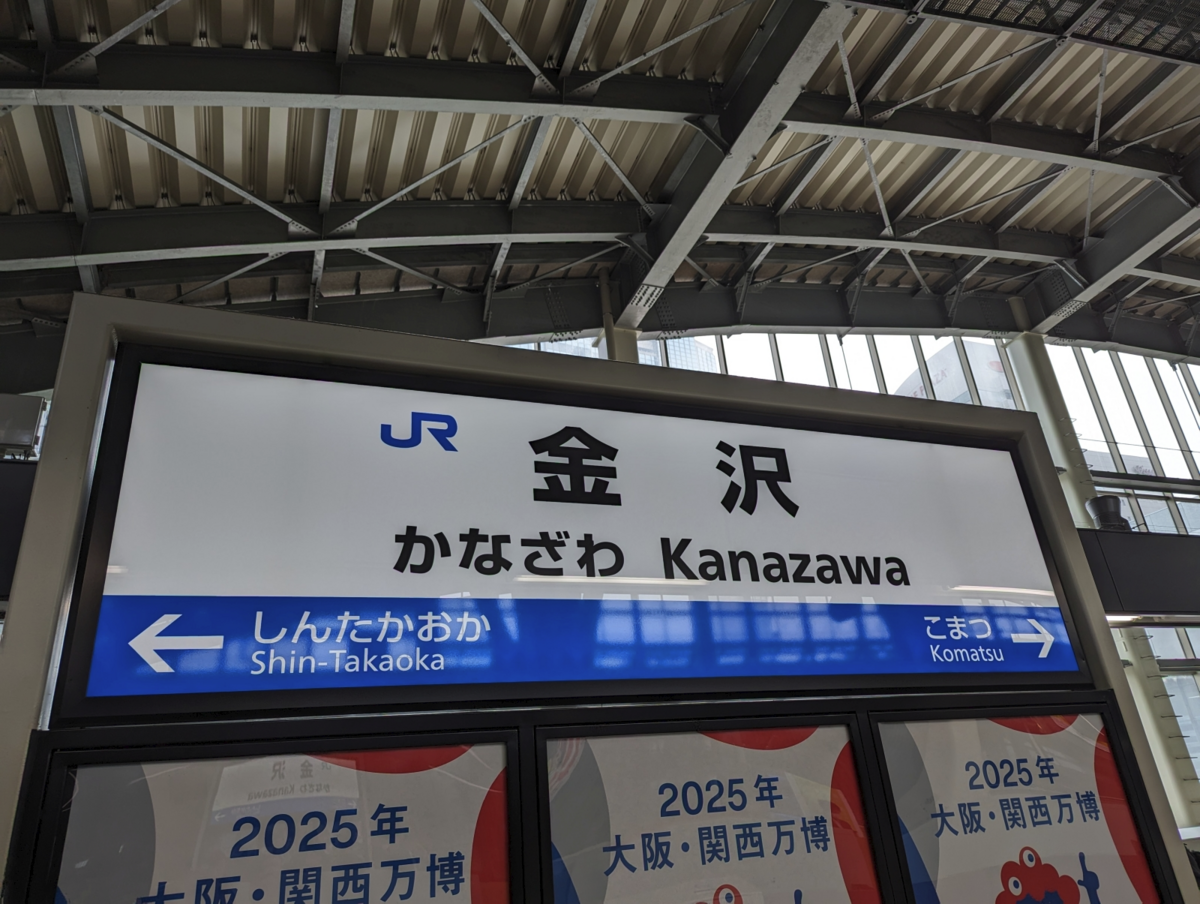 JR
金沢
かなざわ Kanazawa
← しんたかおか
Shin-Takaoka
こまつ →
Komatsu
2025年
大阪・関西万博
2025年
大阪・関西万博
2025年
大阪・関西万博